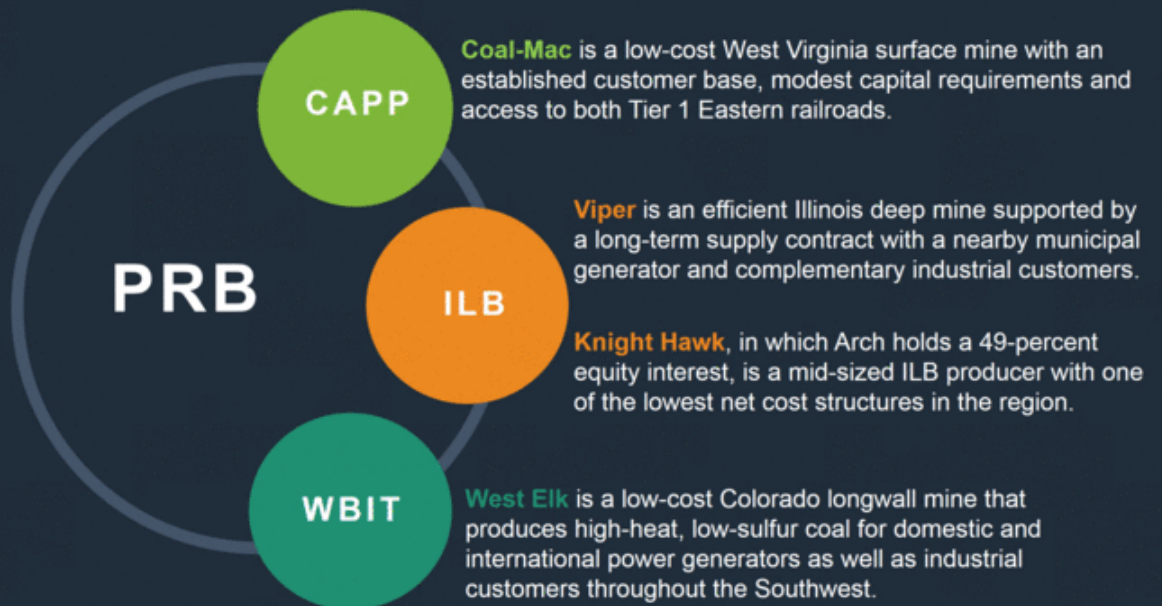 CAPP
Coal-Mac is a low-cost West Virginia surface mine with an
established customer base, modest capital requirements and
access to both Tier 1 Eastern railroads.
PRB
ILB
Viper is an efficient Illinois deep mine supported by
a long-term supply contract with a nearby municipal
generator and complementary industrial customers.
Knight Hawk, in which Arch holds a 49-percent
equity interest, is a mid-sized ILB producer with one
of the lowest net cost structures in the region.
WBIT
West Elk is a low-cost Colorado longwall mine that
produces high-heat, low-sulfur coal for domestic and
international power generators as well as industrial
customers throughout the Southwest.